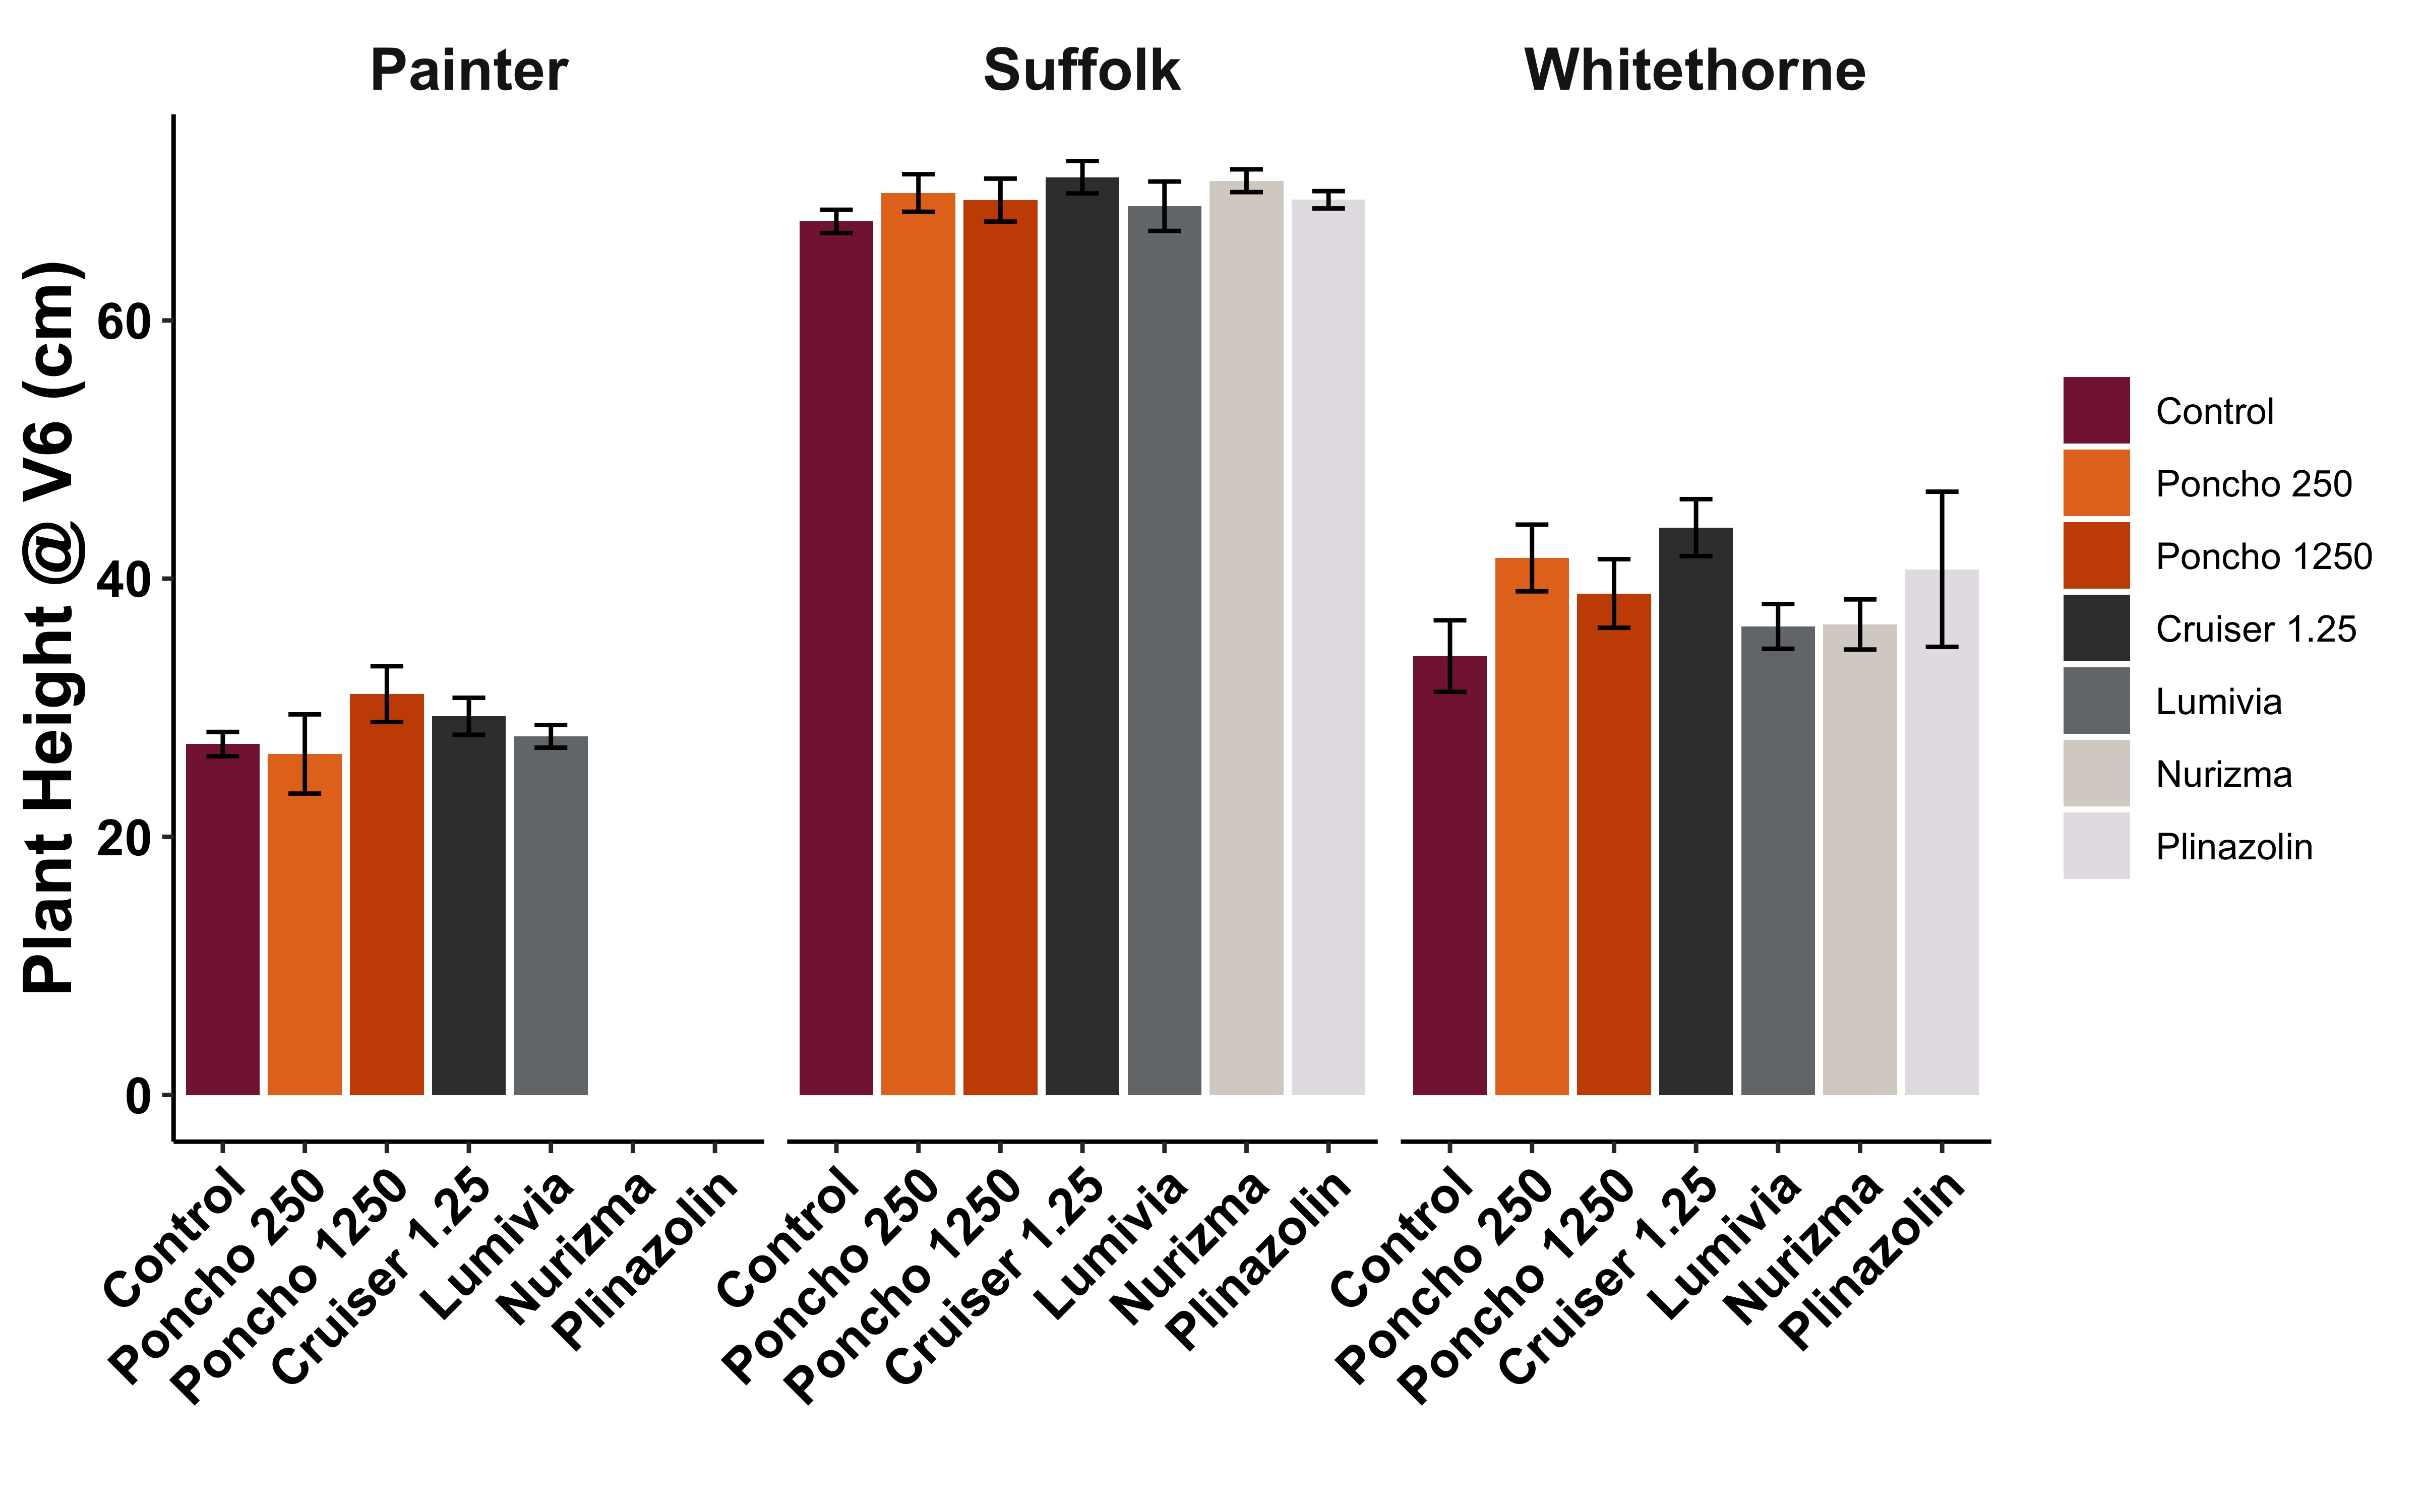 Painter
Suffolk
Whitethorne
Plant Height @ V6 (cm)
60
40
20
0
Control
Poncho 250
Poncho 1250
Cruiser 1.25
Lumivia
Nurizma
Plinazolin
Control
Poncho 250
Poncho 1250
Cruiser 1.25
Lumivia
Nurizma
Plinazolin
Control
Poncho 250
Poncho 1250
Cruiser 1.25
Lumivia
Nurizma
Plinazolin
Control
Poncho 250
Poncho 1250
Cruiser 1.25
Lumivia
Nurizma
Plinazolin